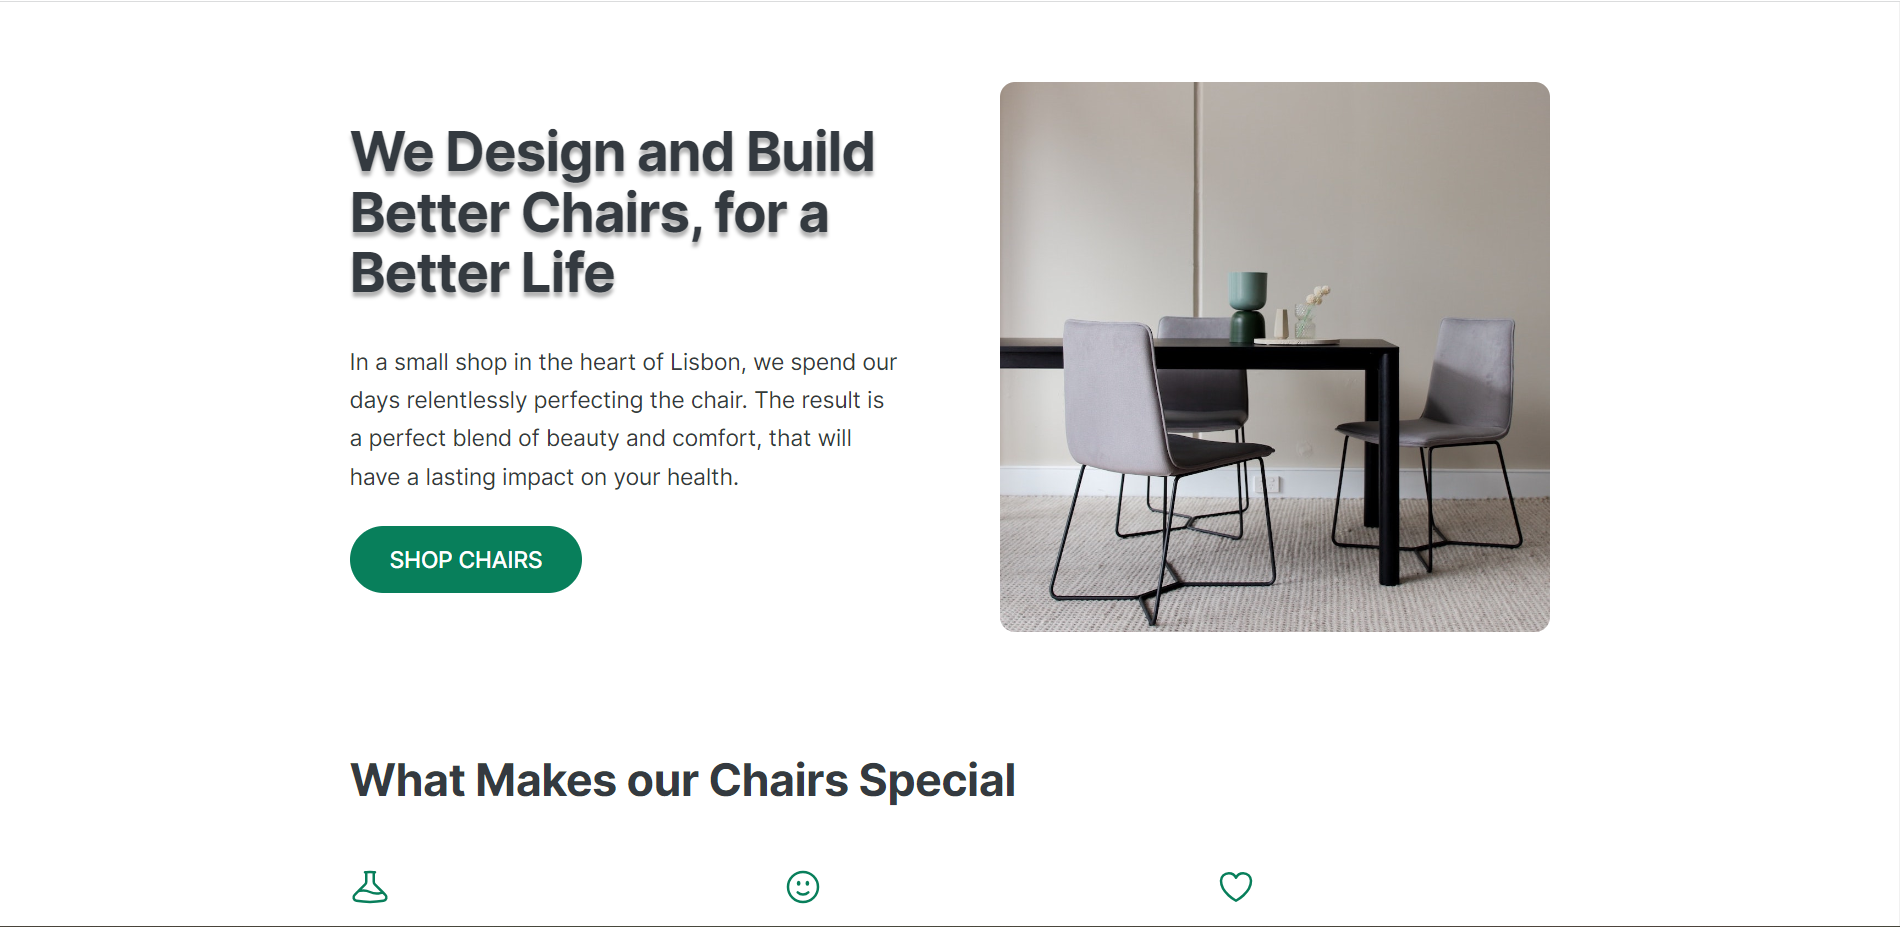 We Design and Build
Better Chairs, for a
Better Life
In a small shop in the heart of Lisbon, we spend our
days relentlessly perfecting the chair. The result is
a perfect blend of beauty and comfort, that will
have a lasting impact on your health.
SHOP CHAIRS
What Makes our Chairs Special